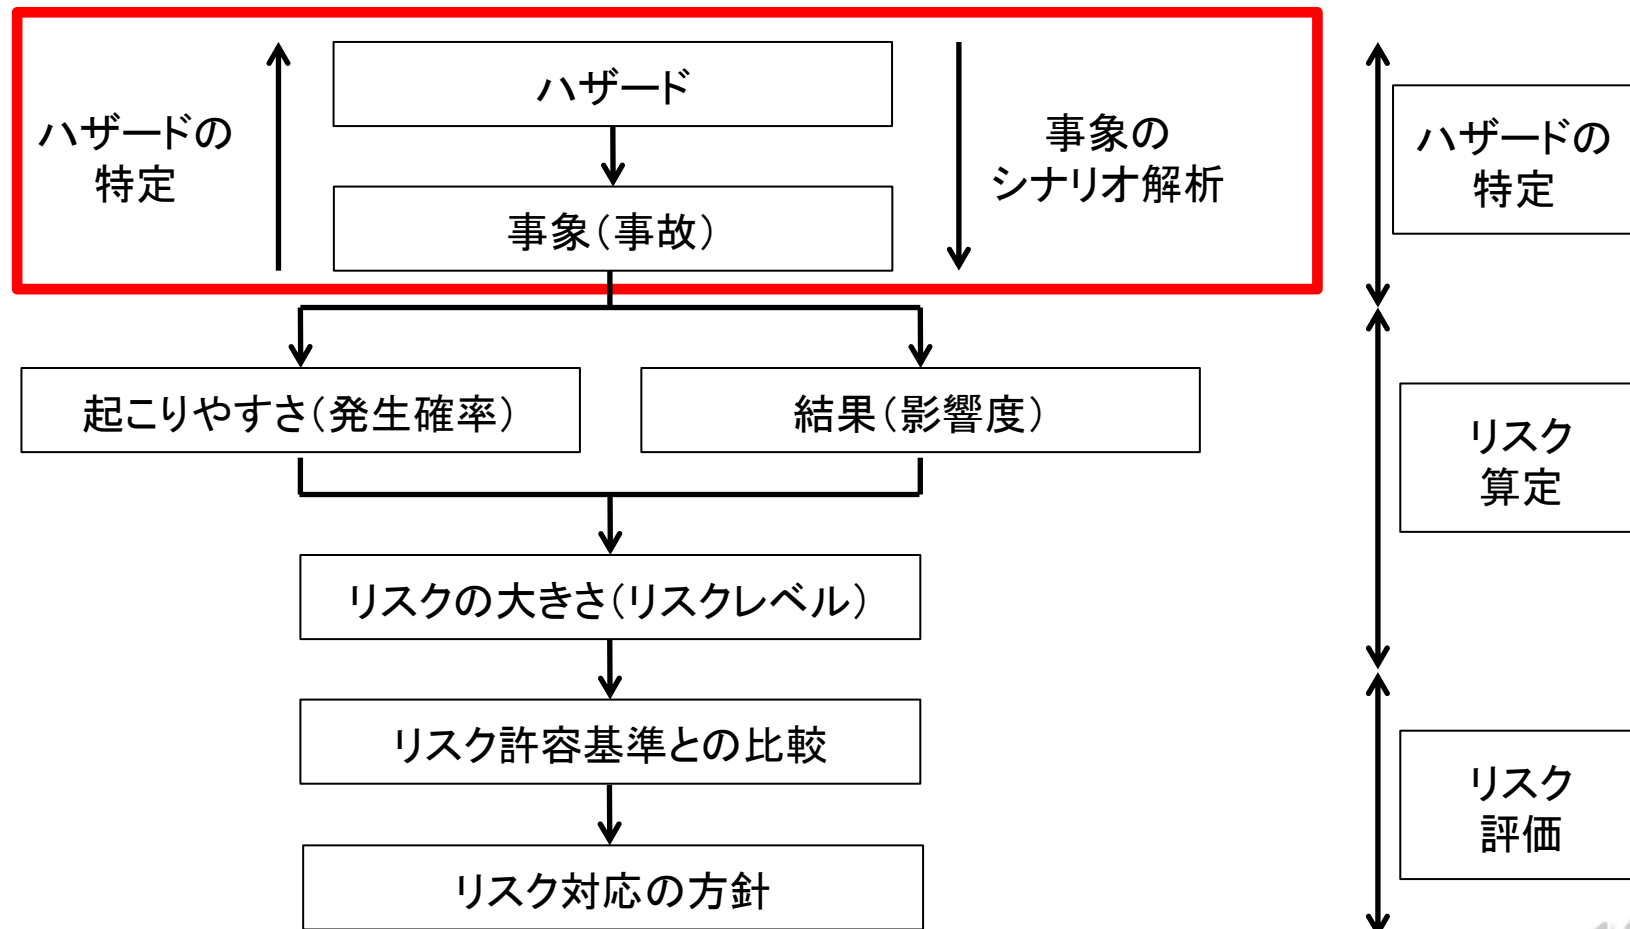 ハザードの
特定
ハザード
事象(事故)
事象の
シナリオ解析
ハザードの
特定
起こりやすさ(発生確率)
結果(影響度)
リスク
算定
リスクの大きさ(リスクレベル)
リスク許容基準との比較
リスク対応の方針
リスク
評価